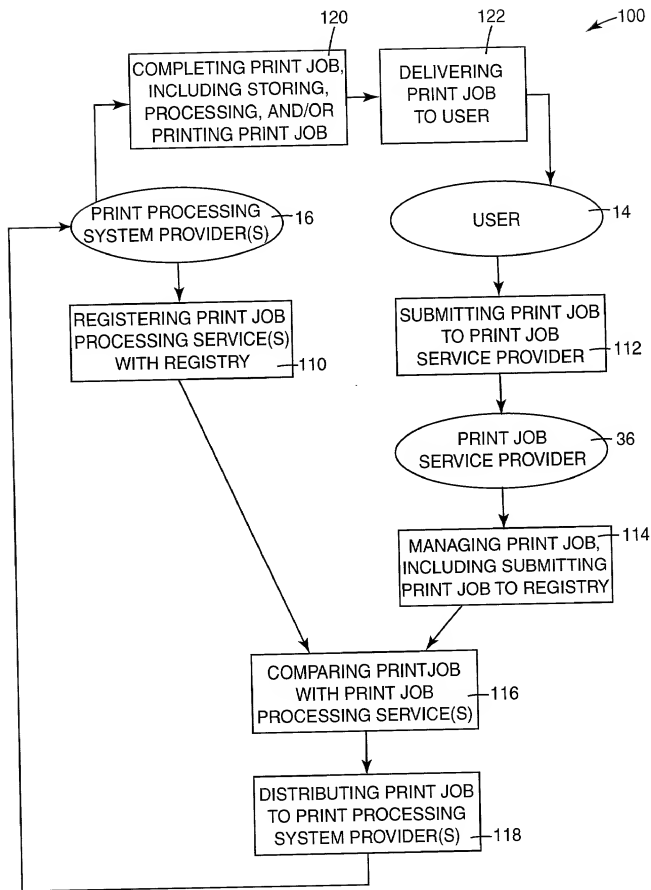 100
120
COMPLETING PRINT JOB,
INCLUDING STORING,
PROCESSING, AND/OR
PRINTING PRINT JOB
122
DELIVERING
PRINT JOB
TO USER
PRINT PROCESSING
SYSTEM PROVIDER(S)
16
USER
14
REGISTERING PRINT JOB
PROCESSING SERVICE(S)
WITH REGISTRY
110
SUBMITTING PRINT JOB
TO PRINT JOB
SERVICE PROVIDER
112
PRINT JOB
SERVICE PROVIDER
36
MANAGING PRINT JOB,
INCLUDING SUBMITTING
PRINT JOB TO REGISTRY
114
COMPARING PRINTJOB
WITH PRINT JOB
PROCESSING SERVICE(S)
116
DISTRIBUTING PRINT JOB
TO PRINT PROCESSING
SYSTEM PROVIDER(S)
118